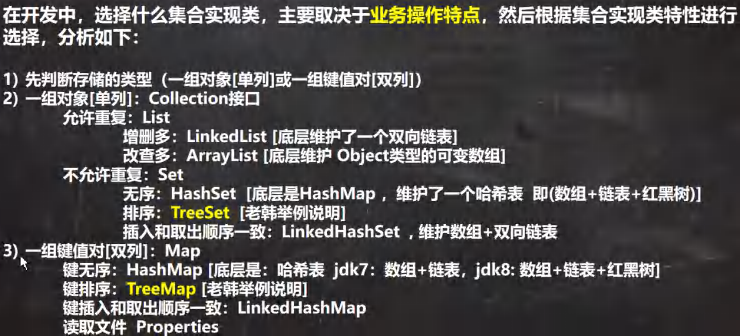 在开发中，选择什么集合实现类，主要取决于业务操作特点，然后根据集合实现类特性进行
选择，分析如下：
1) 先判断存储的类型（一组对象[单列]或一组键值对[双列]）
2) 一组对象[单列]：Collection接口
允许重复：List
增删多：LinkedList [底层维护了一个双向链表]
改查多：ArrayList [底层维护 Object类型的可变数组]
不允许重复：Set
无序：HashSet [底层是HashMap ，维护了一个哈希表 即(数组+链表+红黑树)]
排序：TreeSet [老韩举例说明]
插入和取出顺序一致：LinkedHashSet ，维护数组+双向链表
3) 一组键值对[双列]：Map
键无序：HashMap [底层是：哈希表 jdk7：数组+链表，jdk8: 数组+链表+红黑树]
键排序：TreeMap [老韩举例说明]
键插入和取出顺序一致：LinkedHashMap
读取文件 Properties